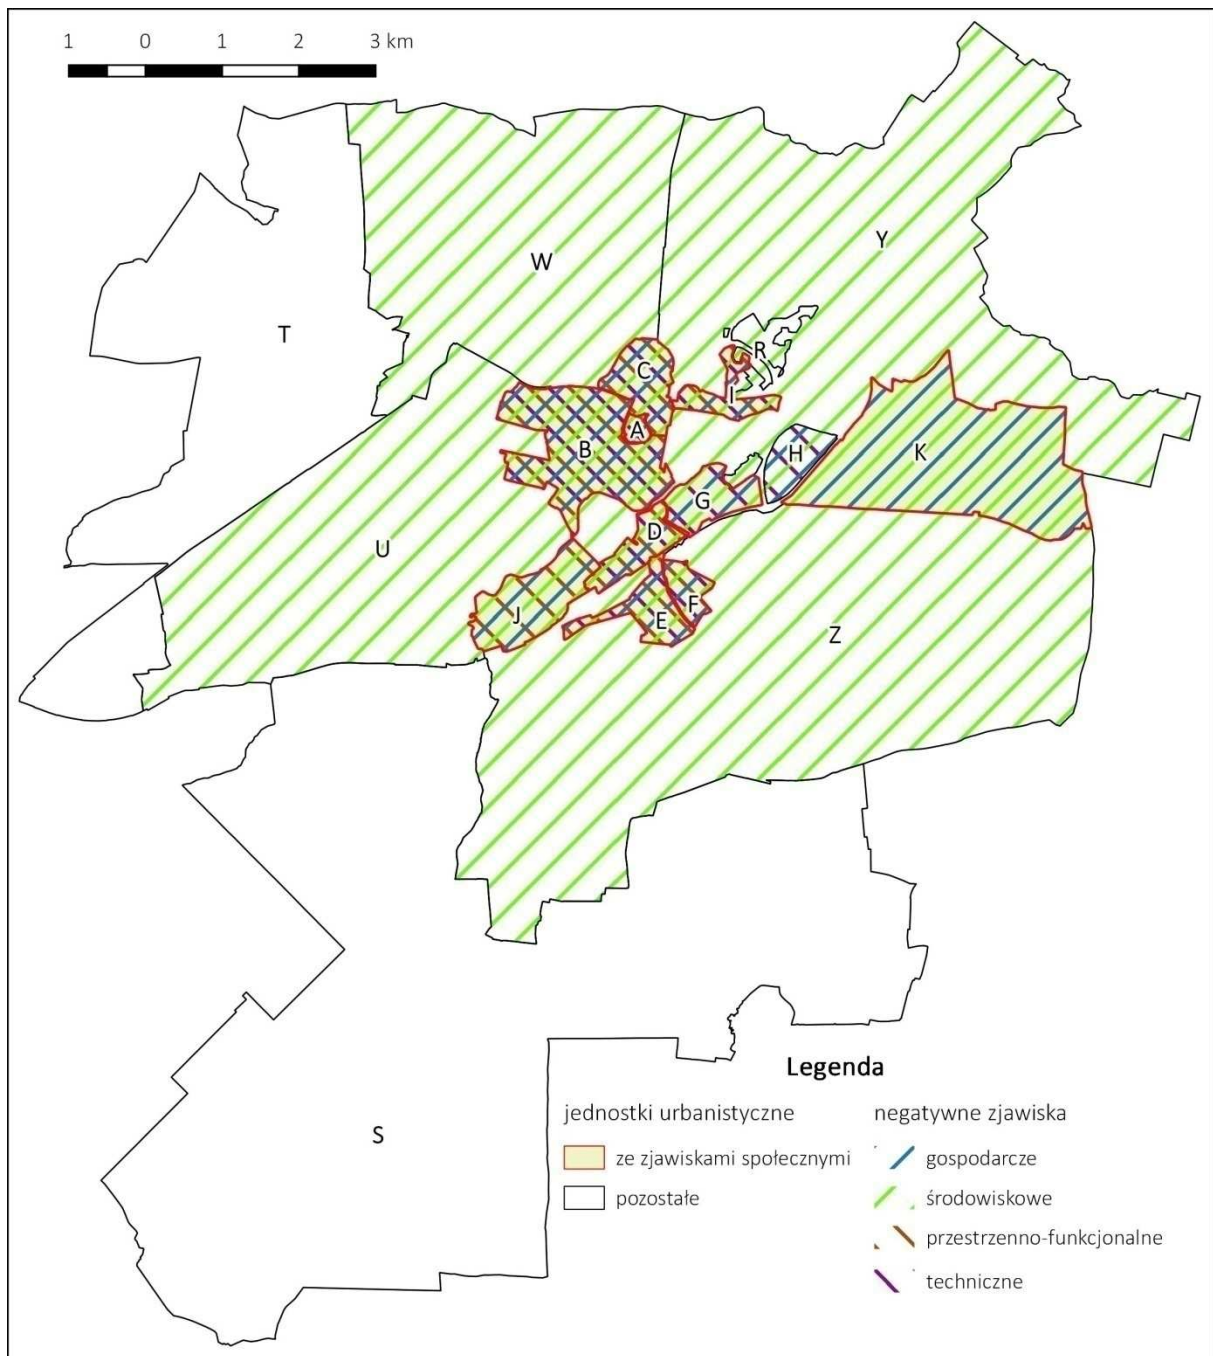 1 0 1 2 3 km
Y
W
T
R
C
I
A
B
H
K
G
D
U
J
E
F
Z
S
Legenda
jednostki urbanistyczne
ze zjawiskami społecznymi
pozostałe
negatywne zjawiska
gospodarcze
środowiskowe
przestrzenno-funkcjonalne
techniczne